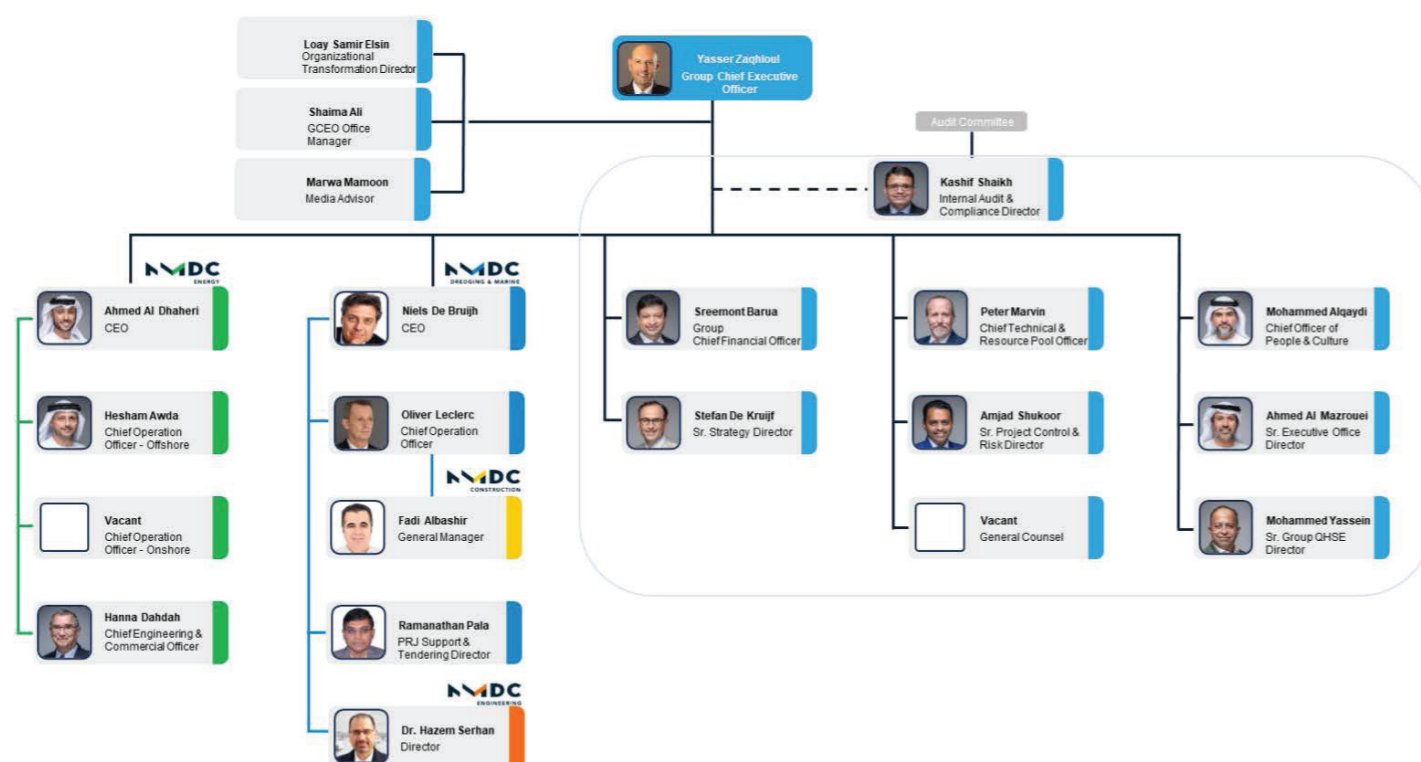 Loay Samir Elsin
Organizational
Transformation Director
Shaima Ali
GCEO Office
Manager
Marwa Mamoon
Media Advisor
Yasser Zaqhloul
Group Chief Executive
Officer
Audit Committee
Kashif Shaikh
Internal Audit &
Compliance Director
NMDC
ENERGY
Ahmed Al Dhaheri
CEO
Hesham Awda
Chief Operation
Officer - Offshore
Vacant
Chief Operation
Officer - Onshore
Hanna Dahdah
Chief Engineering &
Commercial Officer
NMDC
DREDGING & MARINE
Niels De Bruijh
CEO
Oliver Leclerc
Chief Operation
Officer
NMDC
CONSTRUCTION
Fadi Albashir
General Manager
Ramanathan Pala
PRJ Support &
Tendering Director
NMDC
ENGINEERING
Dr. Hazem Serhan
Director
Sreemont Barua
Group
Chief Financial Officer
Stefan De Kruijf
Sr. Strategy Director
Peter Marvin
Chief Technical &
Resource Pool Officer
Amjad Shukoor
Sr. Project Control &
Risk Director
Vacant
General Counsel
Mohammed Alqaydi
Chief Officer of
People & Culture
Ahmed Al Mazrouei
Sr. Executive Office
Director
Mohammed Yassein
Sr. Group QHSE
Director